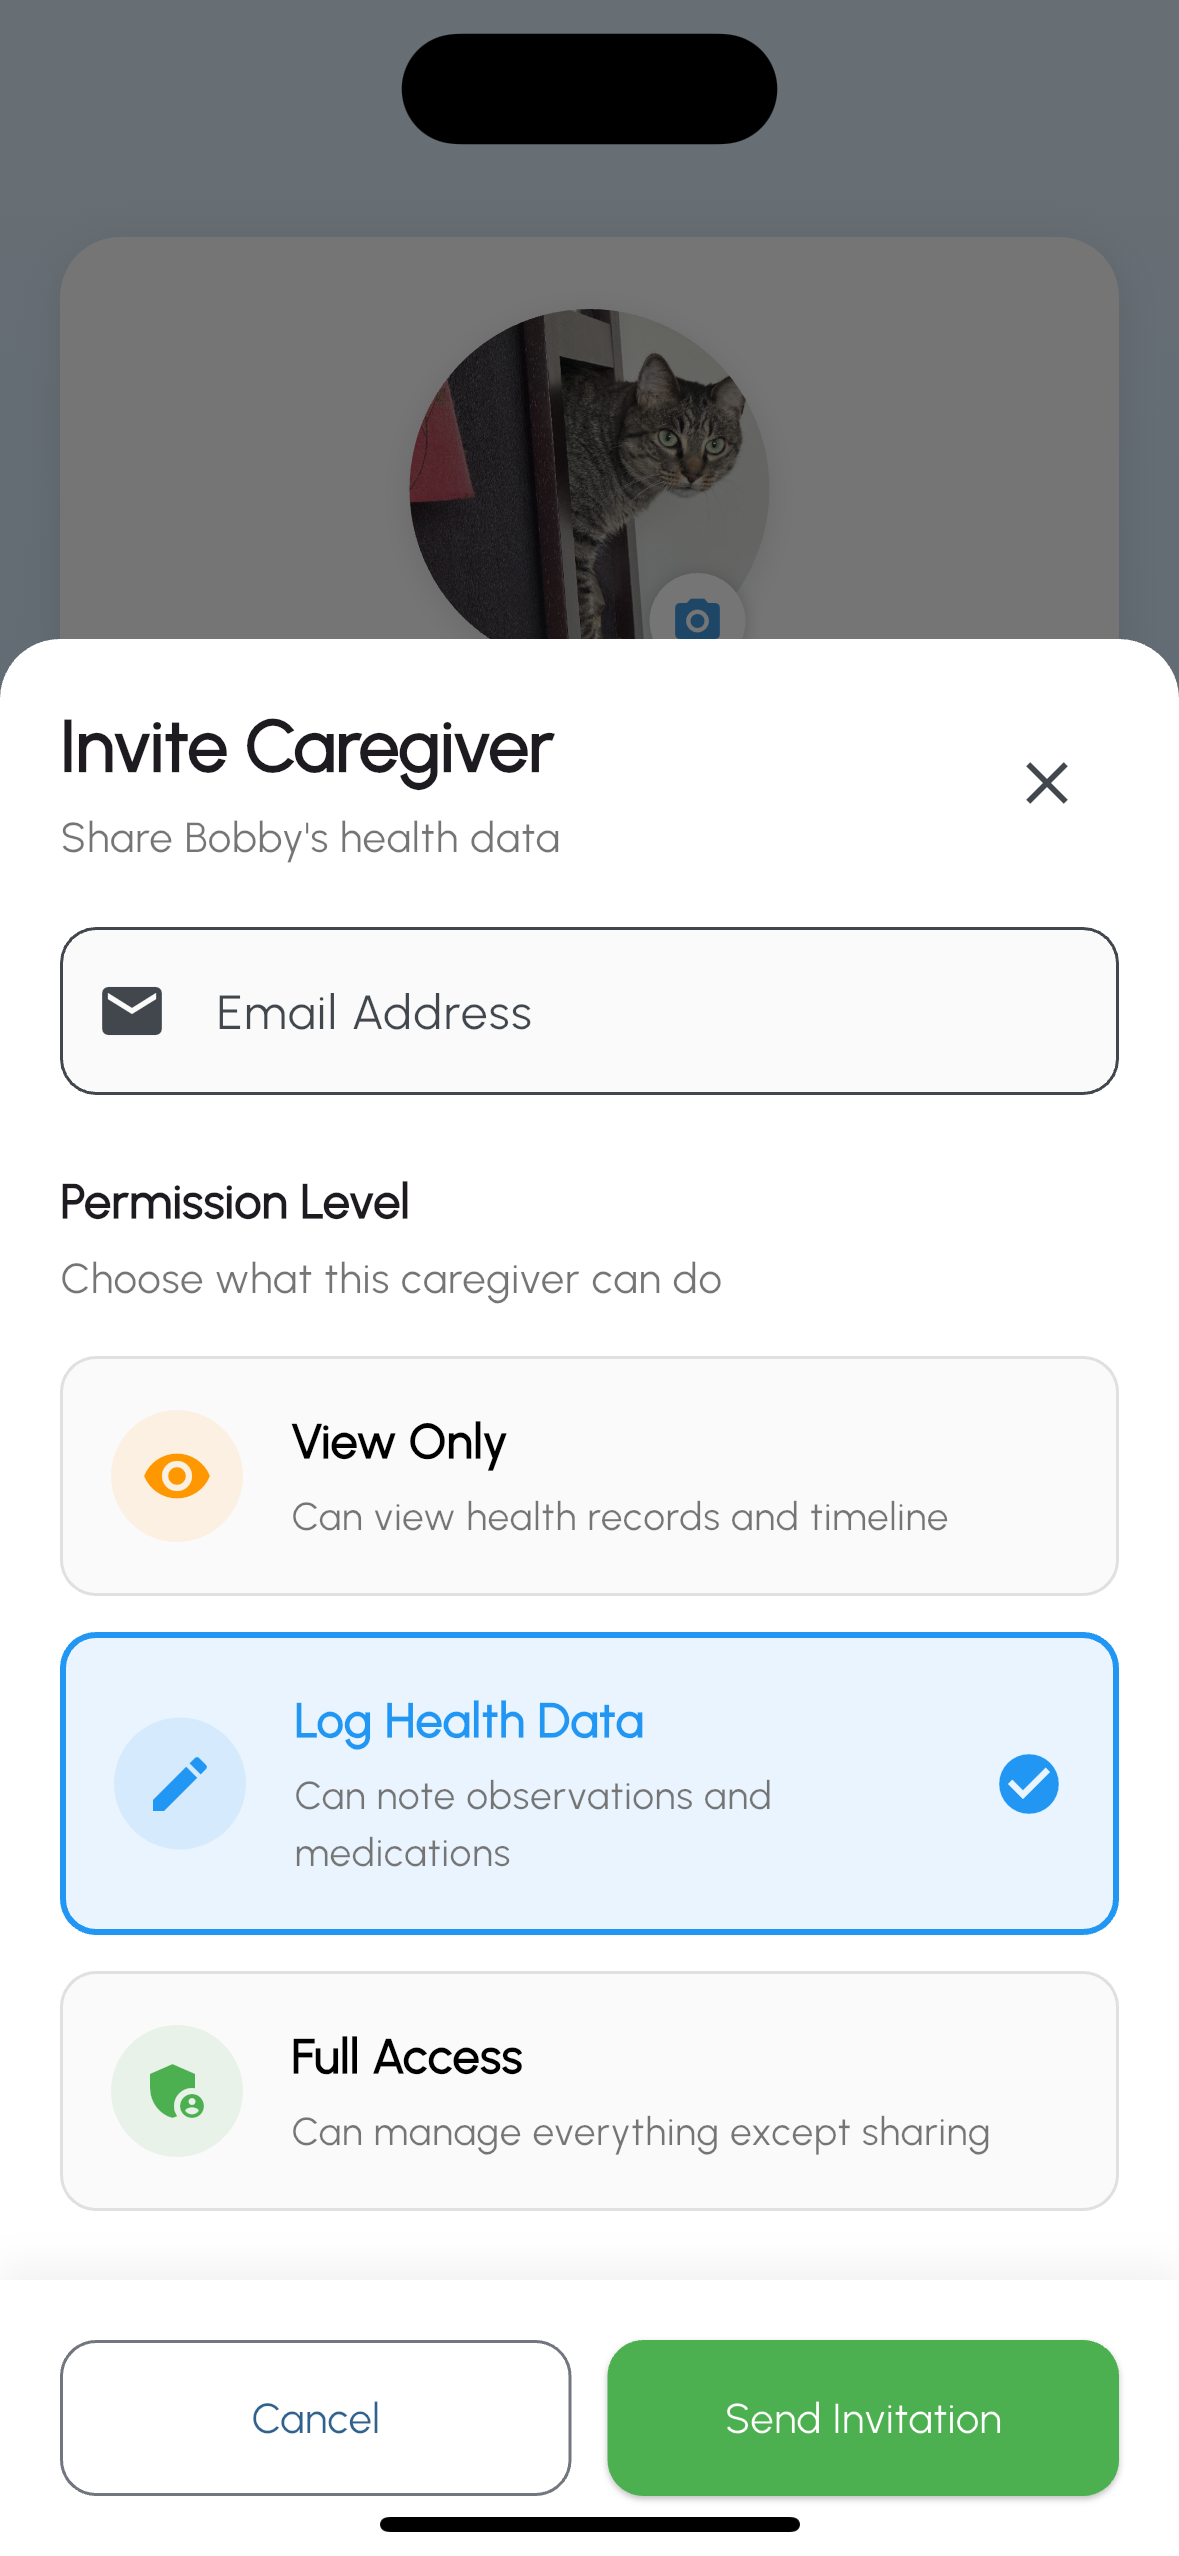 Invite Caregiver
Share Bobby's health data
Email Address
Permission Level
Choose what this caregiver can do
View Only
Can view health records and timeline
Log Health Data
Can note observations and
medications
Full Access
Can manage everything except sharing
Cancel
Send Invitation